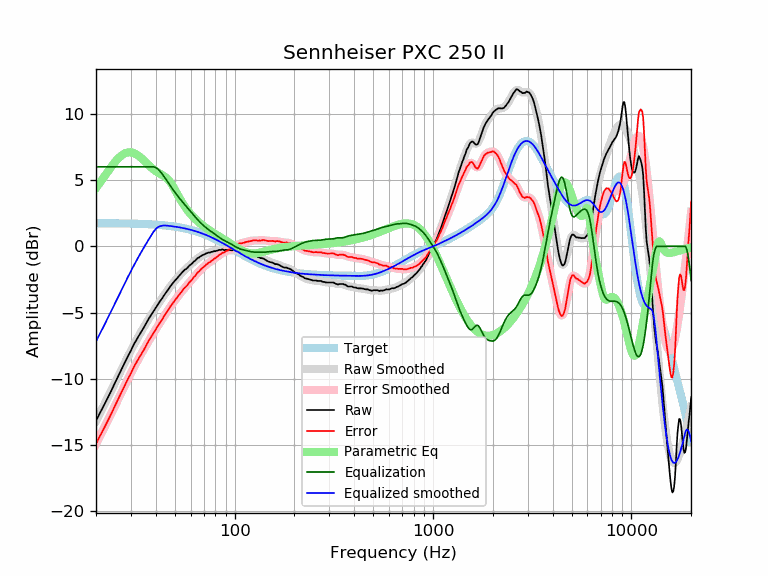 Sennheiser PXC 250 II
10
5
0
−5
−10
−15
−20
Amplitude (dBr)
Target
Raw Smoothed
Error Smoothed
Raw
Error
Parametric Eq
Equalization
Equalized smoothed
100
1000
10000
Frequency (Hz)